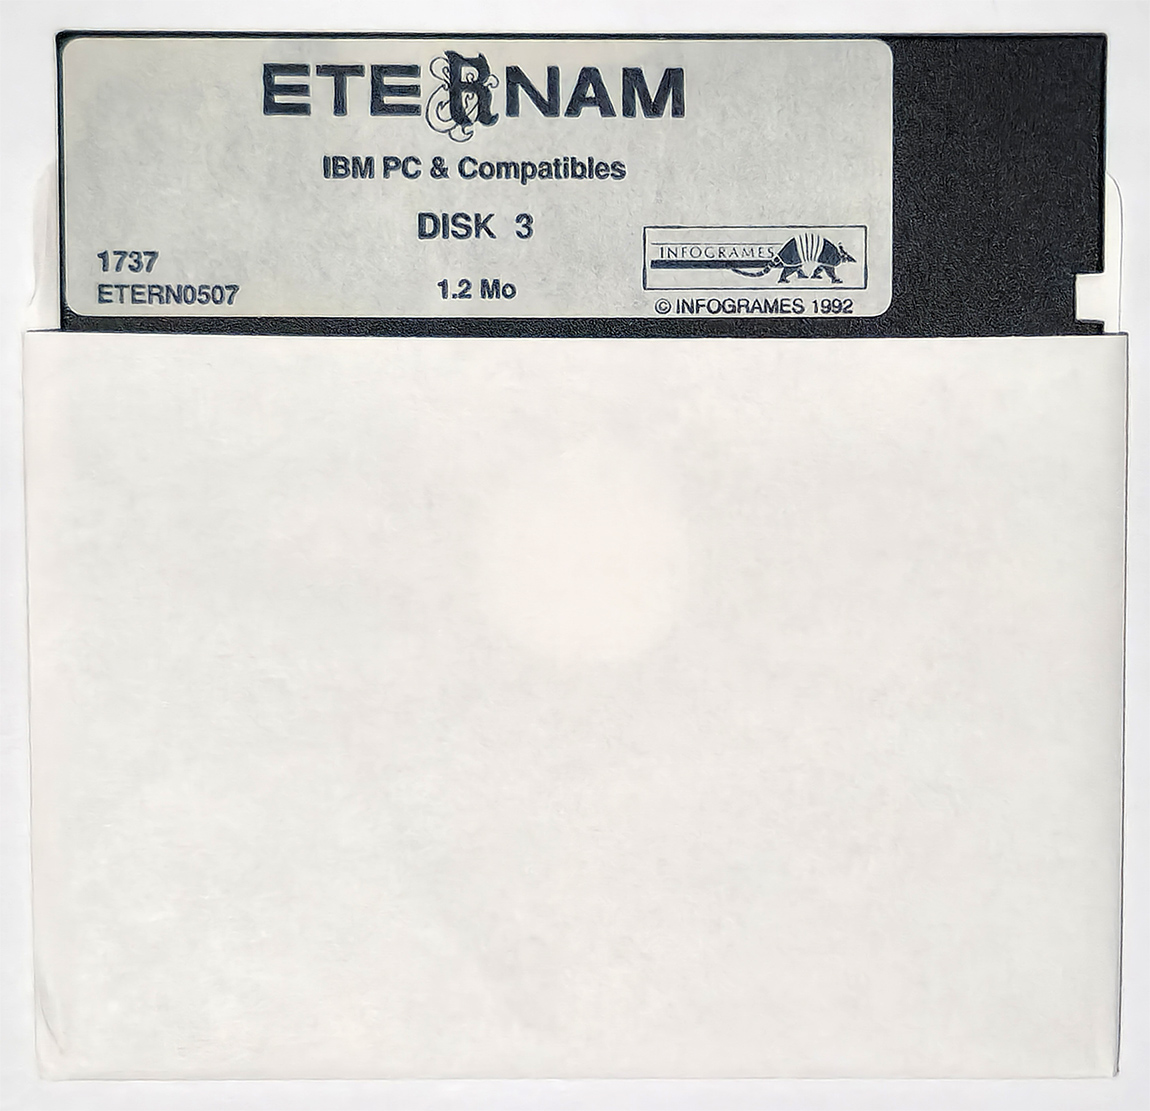 ETERNAM
IBM PC & Compatibles
DISK 3
1737
ETERN0507
1.2 Mo
INFOGRAMES
© INFOGRAMES 1992